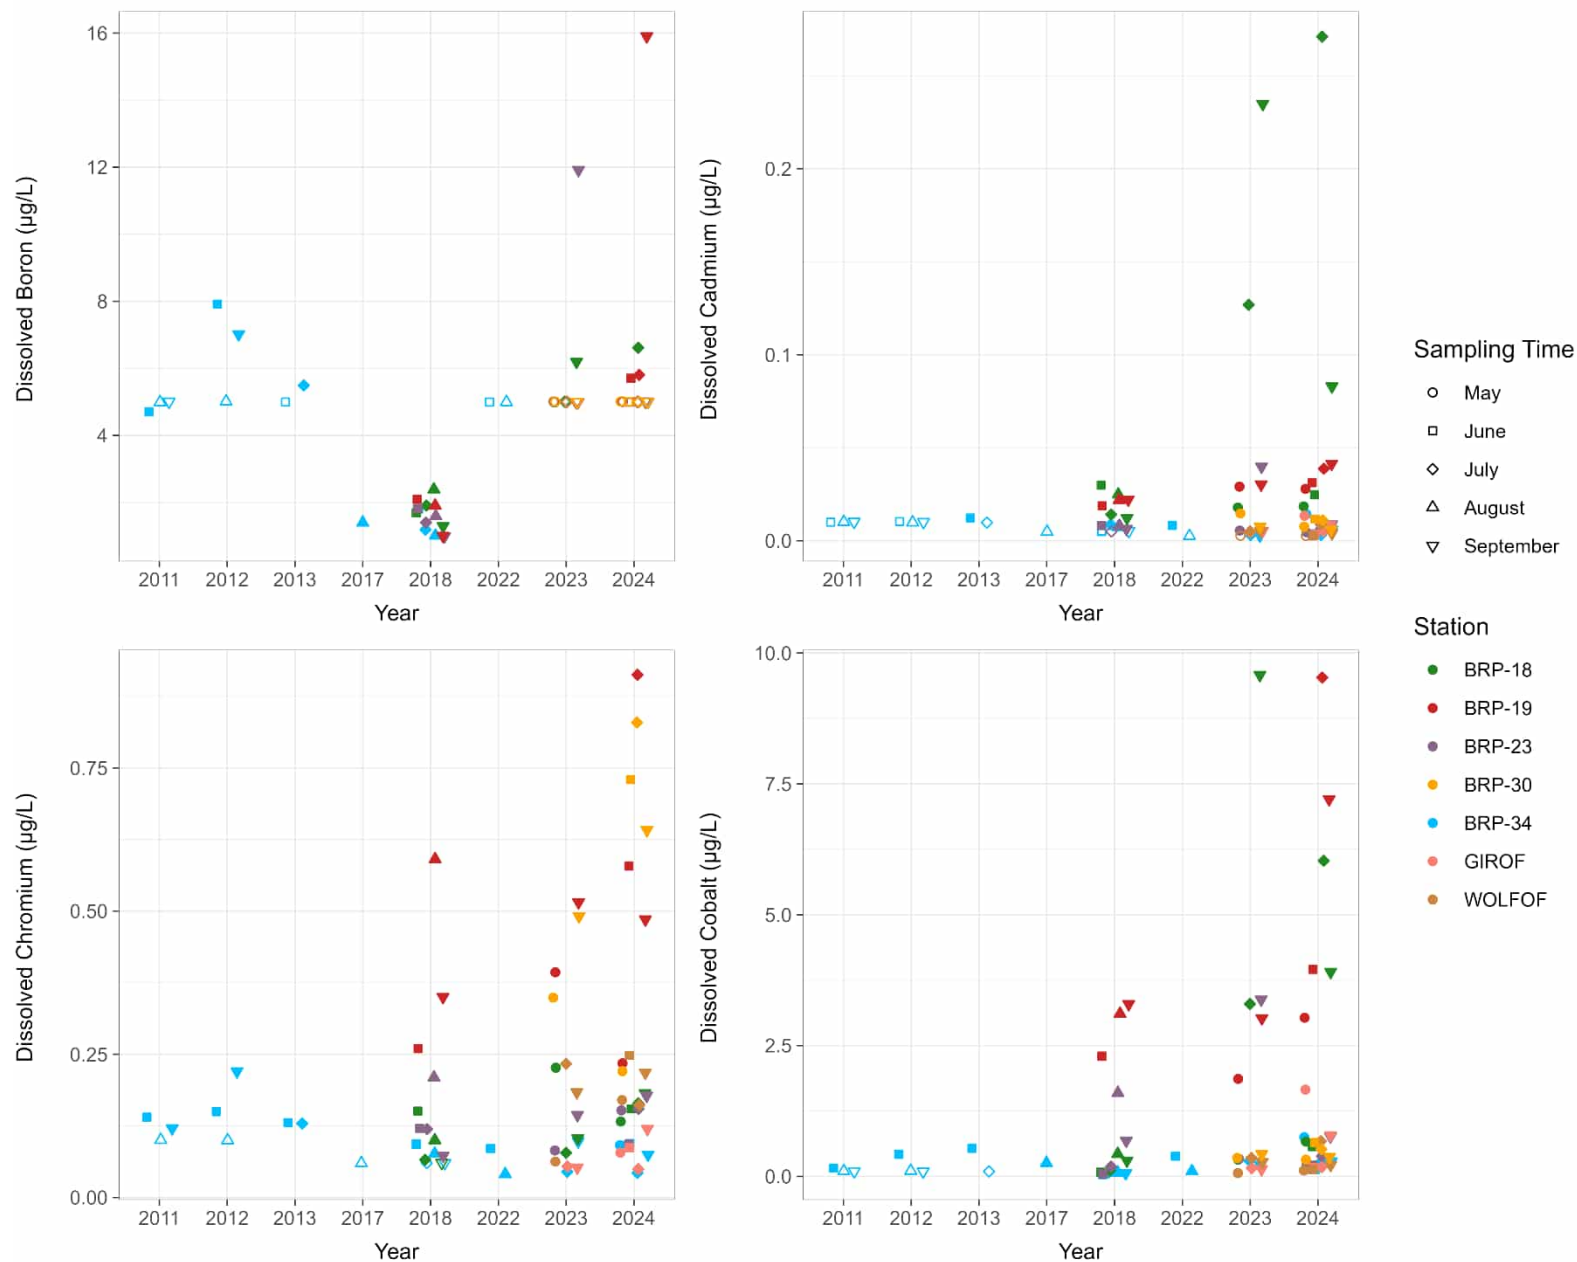 Dissolved Boron (µg/L)
16
12
8
4
2011 2012 2013 2017 2018 2022 2023 2024
Year
Dissolved Cadmium (µg/L)
0.2
0.1
0.0
2011 2012 2013 2017 2018 2022 2023 2024
Year
Dissolved Chromium (µg/L)
0.75
0.50
0.25
0.00
2011 2012 2013 2017 2018 2022 2023 2024
Year
Dissolved Cobalt (µg/L)
10.0
7.5
5.0
2.5
0.0
2011 2012 2013 2017 2018 2022 2023 2024
Year
Sampling Time
May
June
July
August
September
Station
BRP-18
BRP-19
BRP-23
BRP-30
BRP-34
GIROF
WOLFOF